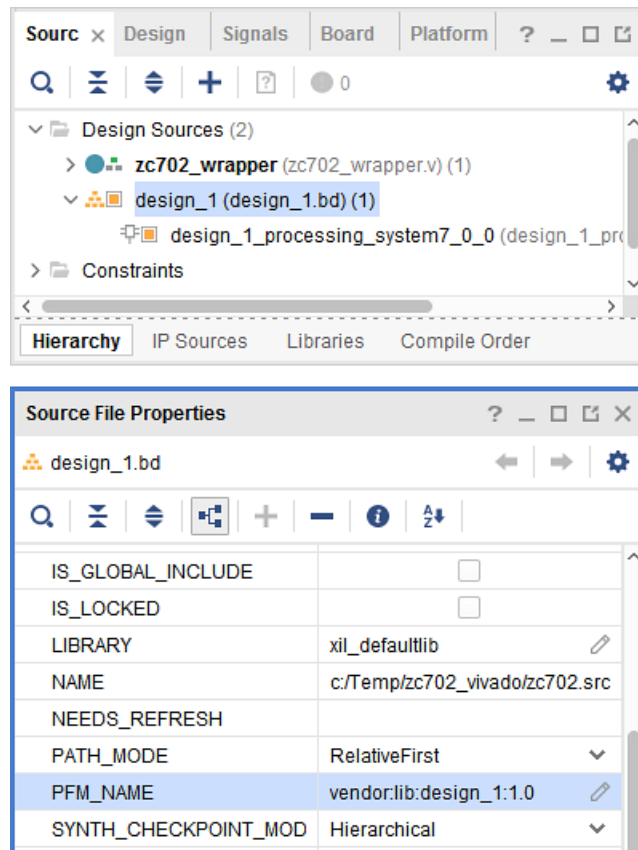 Sourc × Design Signals Board Platform ?
0
Design Sources (2)
zc702_wrapper (zc702_wrapper.v) (1)
design_1 (design_1.bd) (1)
design_1_processing_system7_0_0 (design_1_pro
Constraints
Hierarchy IP Sources Libraries Compile Order
Source File Properties ?
design_1.bd
IS_GLOBAL_INCLUDE
IS_LOCKED
LIBRARY xil_defaultlib
NAME c:/Temp/zc702_vivado/zc702.src
NEEDS_REFRESH
PATH_MODE RelativeFirst
PFM_NAME vendor:lib:design_1:1.0
SYNTH_CHECKPOINT_MOD Hierarchical